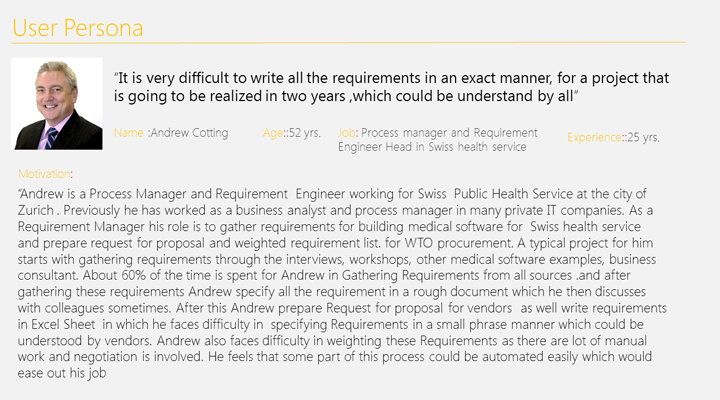 User Persona
“It is very difficult to write all the requirements in an exact manner, for a project that
is going to be realized in two years ,which could be understand by all”
Name :Andrew Cotting
Age::52 yrs.
Job: Process manager and Requirement
Engineer Head in Swiss health service
Experience::25 yrs.
Motivation:
“Andrew is a Process Manager and Requirement Engineer working for Swiss Public Health Service at the city of
Zurich . Previously he has worked as a business analyst and process manager in many private IT companies. As a
Requirement Manager his role is to gather requirements for building medical software for Swiss health service
and prepare request for proposal and weighted requirement list. for WTO procurement. A typical project for him
starts with gathering requirements through the interviews, workshops, other medical software examples, business
consultant. About 60% of the time is spent for Andrew in Gathering Requirements from all sources .and after
gathering these requirements Andrew specify all the requirement in a rough document which he then discusses
with colleagues sometimes. After this Andrew prepare Request for proposal for vendors as well write requirements
in Excel Sheet in which he faces difficulty in specifying Requirements in a small phrase manner which could be
understood by vendors. Andrew also faces difficulty in weighting these Requirements as there are lot of manual
work and negotiation is involved. He feels that some part of this process could be automated easily which would
ease out his job